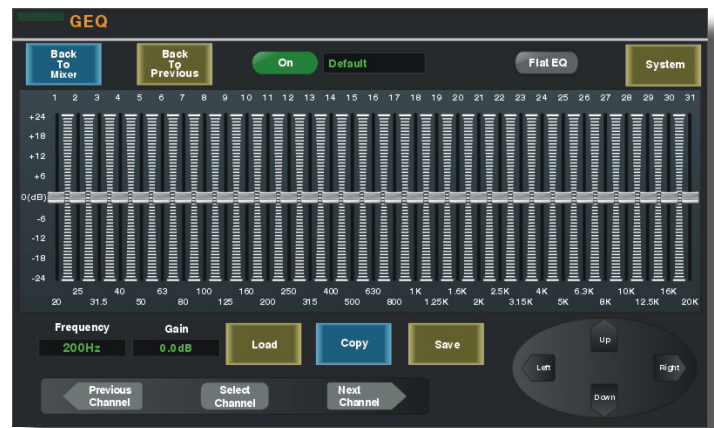 GEQ
Back To Mixer
Back To Previous
On
Default
Flat EQ
System
1 2 3 4 5 6 7 8 9 10 11 12 13 14 15 16 17 18 19 20 21 22 23 24 25 26 27 28 29 30 31
+24
+18
+12
+6
0(dB)
-6
-12
-18
-24
25 40 63 100 160 250 400 630 1K 1.6K 2.5K 4K 6.3K 10K 16K
20 31.5 50 80 125 200 315 500 800 1.25K 2K 3.15K 5K 8K 12.5K 20K
Frequency
Gain
200Hz
0.0dB
Load
Copy
Save
Up
Left
Right
Down
Previous Channel
Select Channel
Next Channel